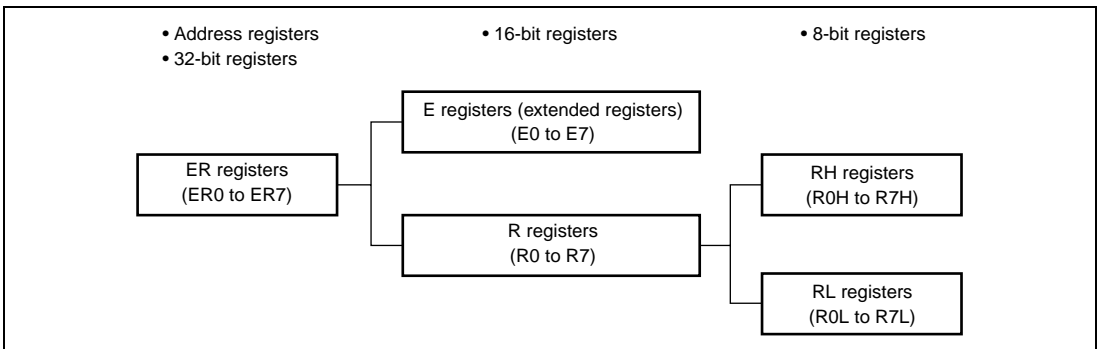 • Address registers
• 32-bit registers
• 16-bit registers
• 8-bit registers
E registers (extended registers)
(E0 to E7)
ER registers
(ER0 to ER7)
RH registers
(R0H to R7H)
R registers
(R0 to R7)
RL registers
(R0L to R7L)